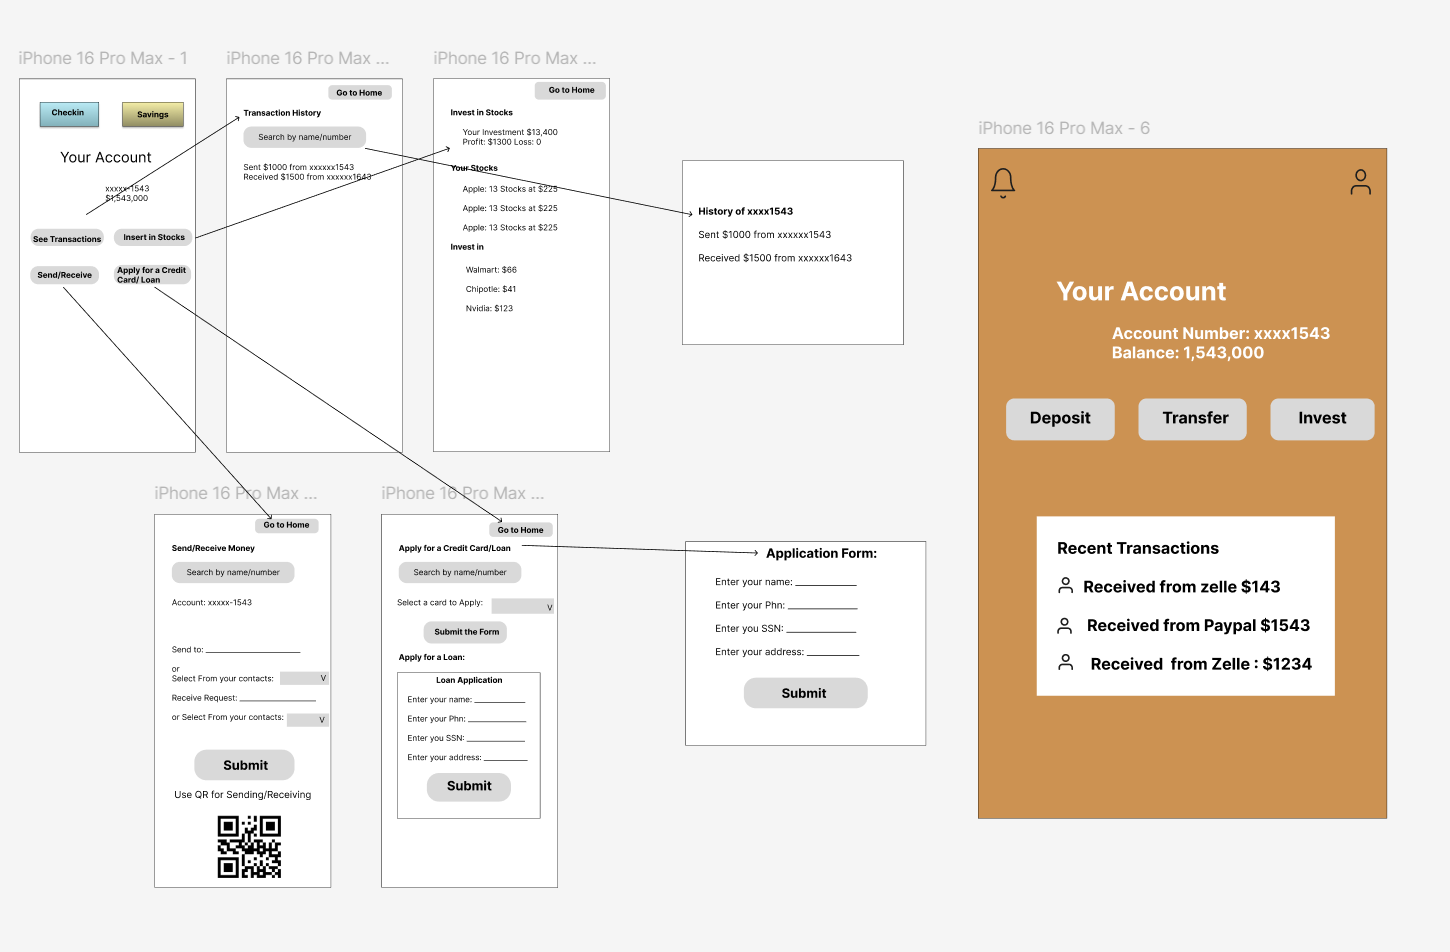 iPhone 16 Pro Max - 1
Checkin
Savings
Your Account
xxxxx-1543
$1,543,000
See Transactions
Insert in Stocks
Send/Receive
Apply for a Credit
Card/ Loan
iPhone 16 Pro Max ...
Go to Home
Transaction History
Search by name/number
Sent $1000 from xxxxxx1543
Received $1500 from xxxxxx1643
iPhone 16 Pro Max ...
Go to Home
Invest in Stocks
Your Investment $13,400
Profit: $1300 Loss: 0
Your Stocks
Apple: 13 Stocks at $225
Apple: 13 Stocks at $225
Apple: 13 Stocks at $225
Invest in
Walmart: $66
Chipotle: $41
Nvidia: $123
History of xxxx1543
Sent $1000 from xxxxxx1543
Received $1500 from xxxxxx1643
iPhone 16 Pro Max ...
Go to Home
Send/Receive Money
Search by name/number
Account: xxxxx-1543
Send to: ____________________
or
Select From your contacts: V
Receive Request: ________________
or Select From your contacts: V
Submit
Use QR for Sending/Receiving
iPhone 16 Pro Max ...
Go to Home
Apply for a Credit Card/Loan
Search by name/number
Select a card to Apply: V
Submit the Form
Apply for a Loan:
Loan Application
Enter your name: ___________
Enter your Phn: ____________
Enter you SSN: ____________
Enter your address: _________
Submit
Application Form:
Enter your name: ___________
Enter your Phn: ____________
Enter you SSN: ____________
Enter your address: _________
Submit
iPhone 16 Pro Max - 6
Your Account
Account Number: xxxx1543
Balance: 1,543,000
Deposit
Transfer
Invest
Recent Transactions
Received from zelle $143
Received from Paypal $1543
Received from Zelle : $1234